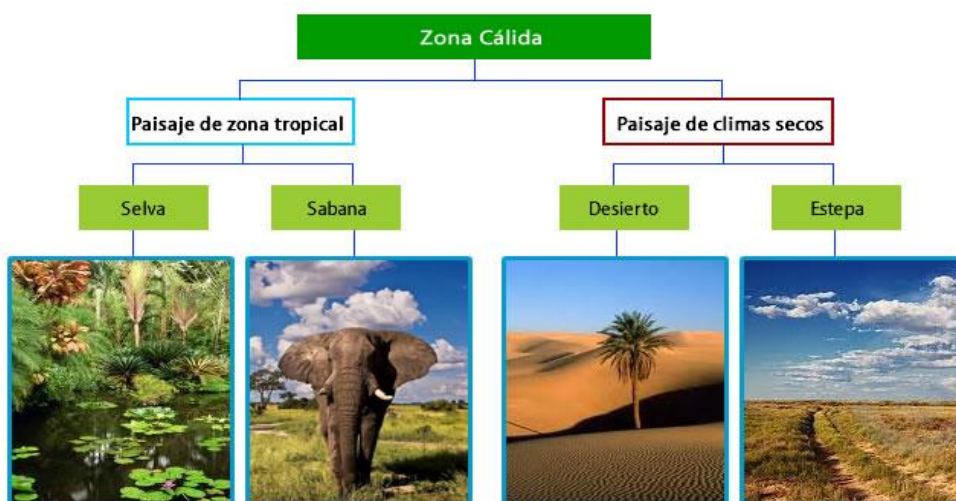 Zona Cálida
Paisaje de zona tropical
Paisaje de climas secos
Selva
Sabana
Desierto
Estepa